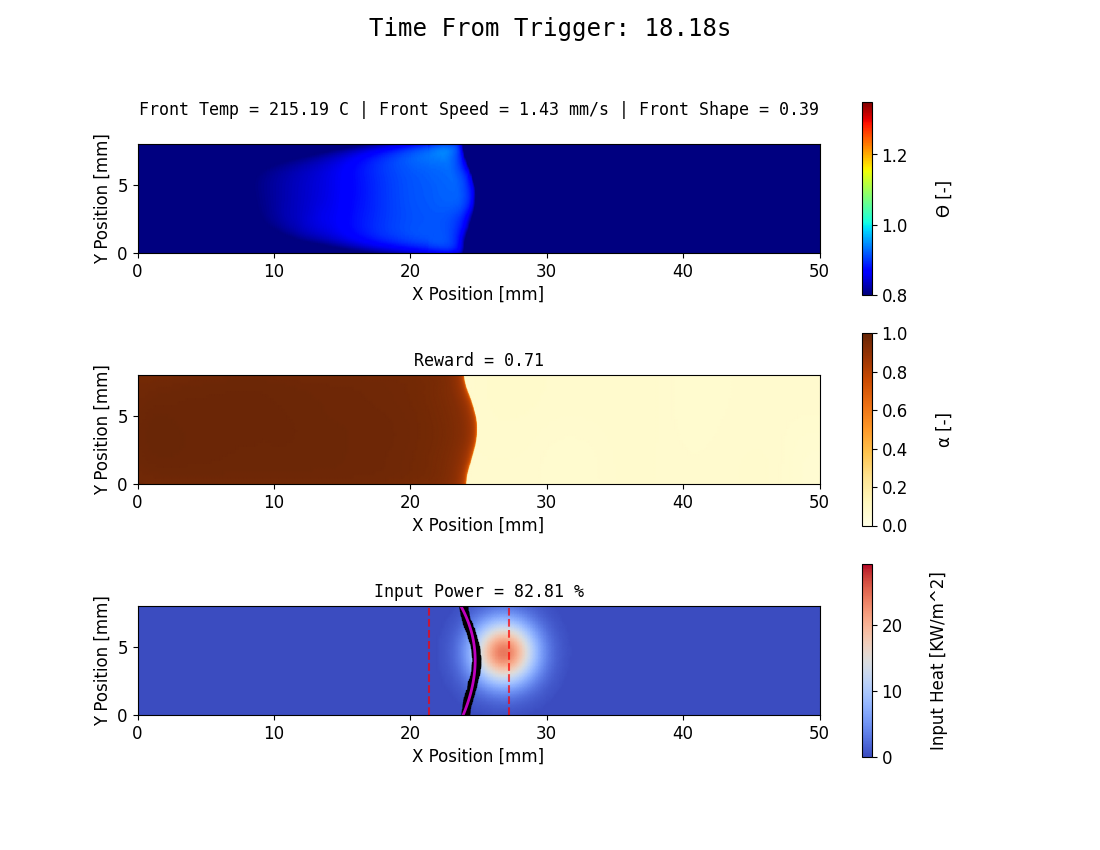 Time From Trigger: 18.18s
Front Temp = 215.19 C | Front Speed = 1.43 mm/s | Front Shape = 0.39
Y Position [mm]
5
0
0 10 20 30 40 50
X Position [mm]
1.2
1.0
0.8
Θ [-]
Reward = 0.71
Y Position [mm]
5
0
0 10 20 30 40 50
X Position [mm]
1.0
0.8
0.6
0.4
0.2
0.0
α [-]
Input Power = 82.81 %
Y Position [mm]
5
0
0 10 20 30 40 50
X Position [mm]
20
10
0
Input Heat [KW/m^2]